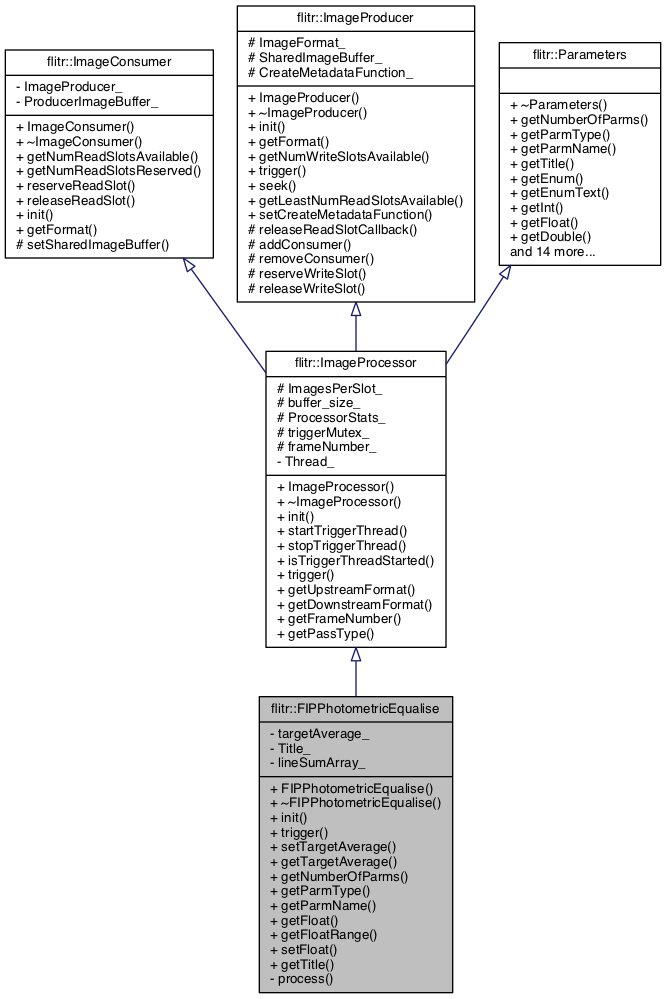 flitr::ImageProducer
# ImageFormat_
# SharedImageBuffer_
# CreateMetadataFunction_
+ ImageProducer()
+ ~ImageProducer()
+ init()
+ getFormat()
+ getNumWriteSlotsAvailable()
+ trigger()
+ seek()
+ getLeastNumReadSlotsAvailable()
+ setCreateMetadataFunction()
# releaseReadSlotCallback()
# addConsumer()
# removeConsumer()
# reserveWriteSlot()
# releaseWriteSlot()
flitr::ImageConsumer
- ImageProducer_
- ProducerImageBuffer_
+ ImageConsumer()
+ ~ImageConsumer()
+ getNumReadSlotsAvailable()
+ getNumReadSlotsReserved()
+ reserveReadSlot()
+ releaseReadSlot()
+ init()
+ getFormat()
# setSharedImageBuffer()
flitr::Parameters
+ ~Parameters()
+ getNumberOfParms()
+ getParmType()
+ getParmName()
+ getTitle()
+ getEnum()
+ getEnumText()
+ getInt()
+ getFloat()
+ getDouble()
and 14 more...
flitr::ImageProcessor
# ImagesPerSlot_
# buffer_size_
# ProcessorStats_
# triggerMutex_
# frameNumber_
- Thread_
+ ImageProcessor()
+ ~ImageProcessor()
+ init()
+ startTriggerThread()
+ stopTriggerThread()
+ isTriggerThreadStarted()
+ trigger()
+ getUpstreamFormat()
+ getDownstreamFormat()
+ getFrameNumber()
+ getPassType()
flitr::FIPPhotometricEqualise
- targetAverage_
- Title_
- lineSumArray_
+ FIPPhotometricEqualise()
+ ~FIPPhotometricEqualise()
+ init()
+ trigger()
+ setTargetAverage()
+ getTargetAverage()
+ getNumberOfParms()
+ getParmType()
+ getParmName()
+ getFloat()
+ getFloatRange()
+ setFloat()
+ getTitle()
- process()